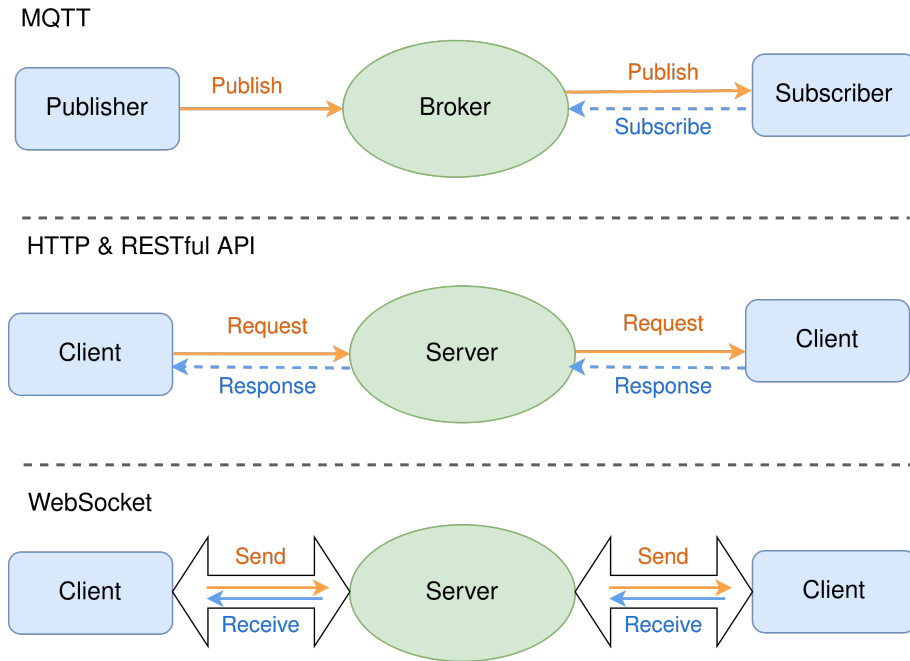 MQTT
Publisher
Publish
Broker
Publish
Subscribe
Subscriber
HTTP & RESTful API
Client
Request
Response
Server
Request
Response
Client
WebSocket
Client
Send
Receive
Server
Send
Receive
Client